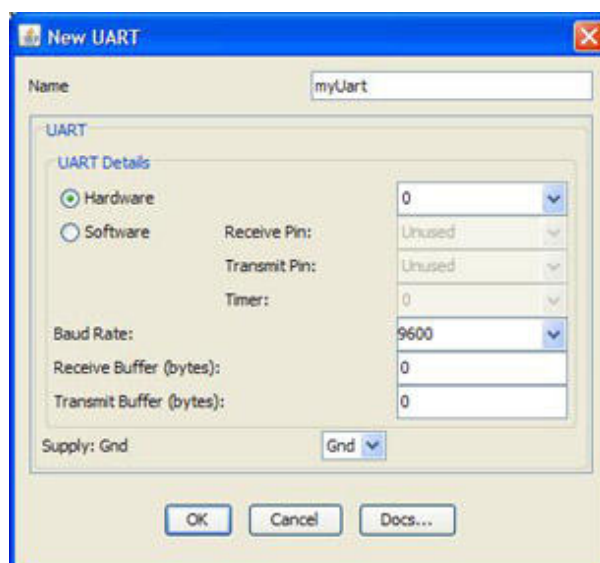 New UART
Name myUart
UART
UART Details
Hardware 0
Software Receive Pin: Unused
Transmit Pin: Unused
Timer: 0
Baud Rate: 9600
Receive Buffer (bytes): 0
Transmit Buffer (bytes): 0
Supply: Gnd Gnd
OK Cancel Docs...